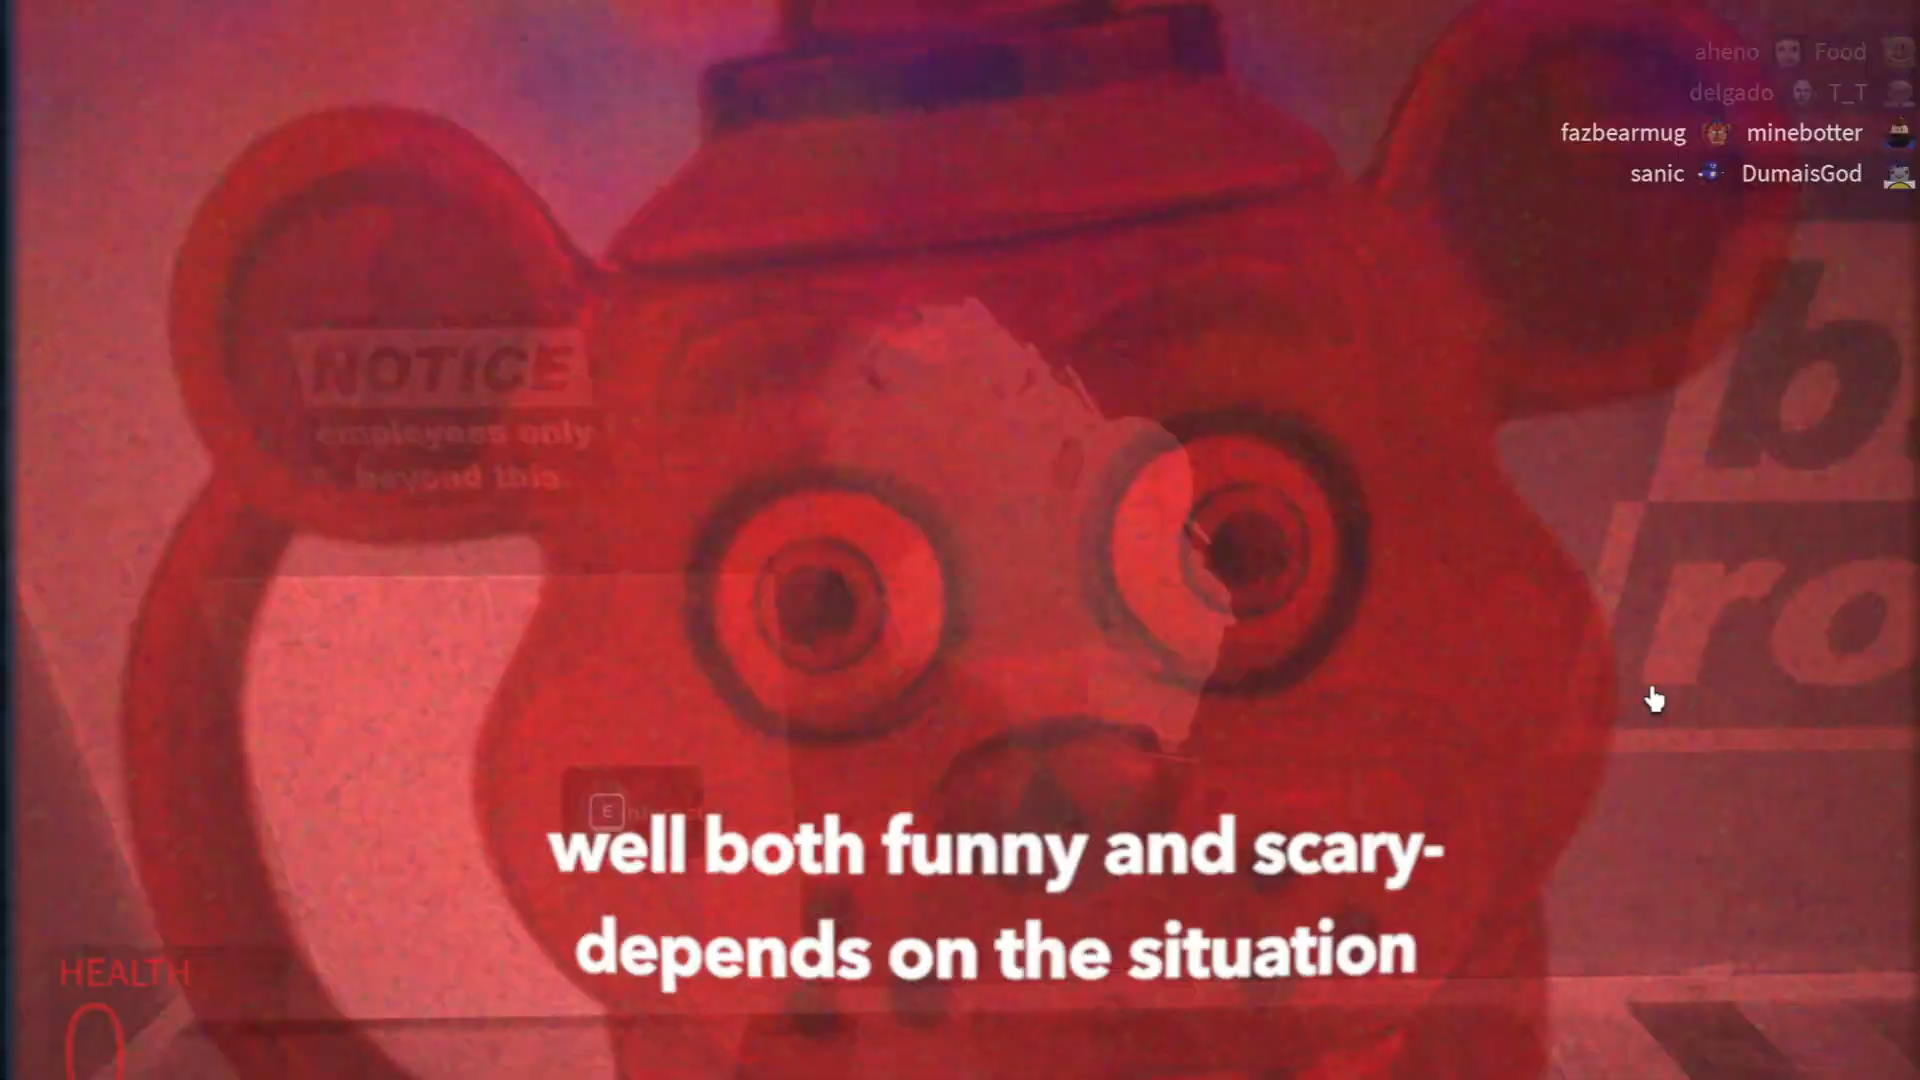 aheno Food
delgado T_T
fazbearmug minebotter
sanic DumaisGod
NOTICE
employees only
beyond this
b
ro
E
well both funny and scary-
depends on the situation
HEALTH
0